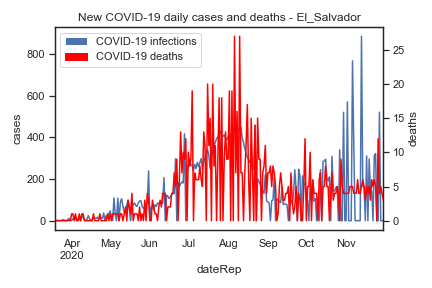 New COVID-19 daily cases and deaths - El_Salvador
COVID-19 infections
COVID-19 deaths
cases
800
600
400
200
0
deaths
25
20
15
10
5
0
Apr
2020
May
Jun
Jul
Aug
Sep
Oct
Nov
dateRep